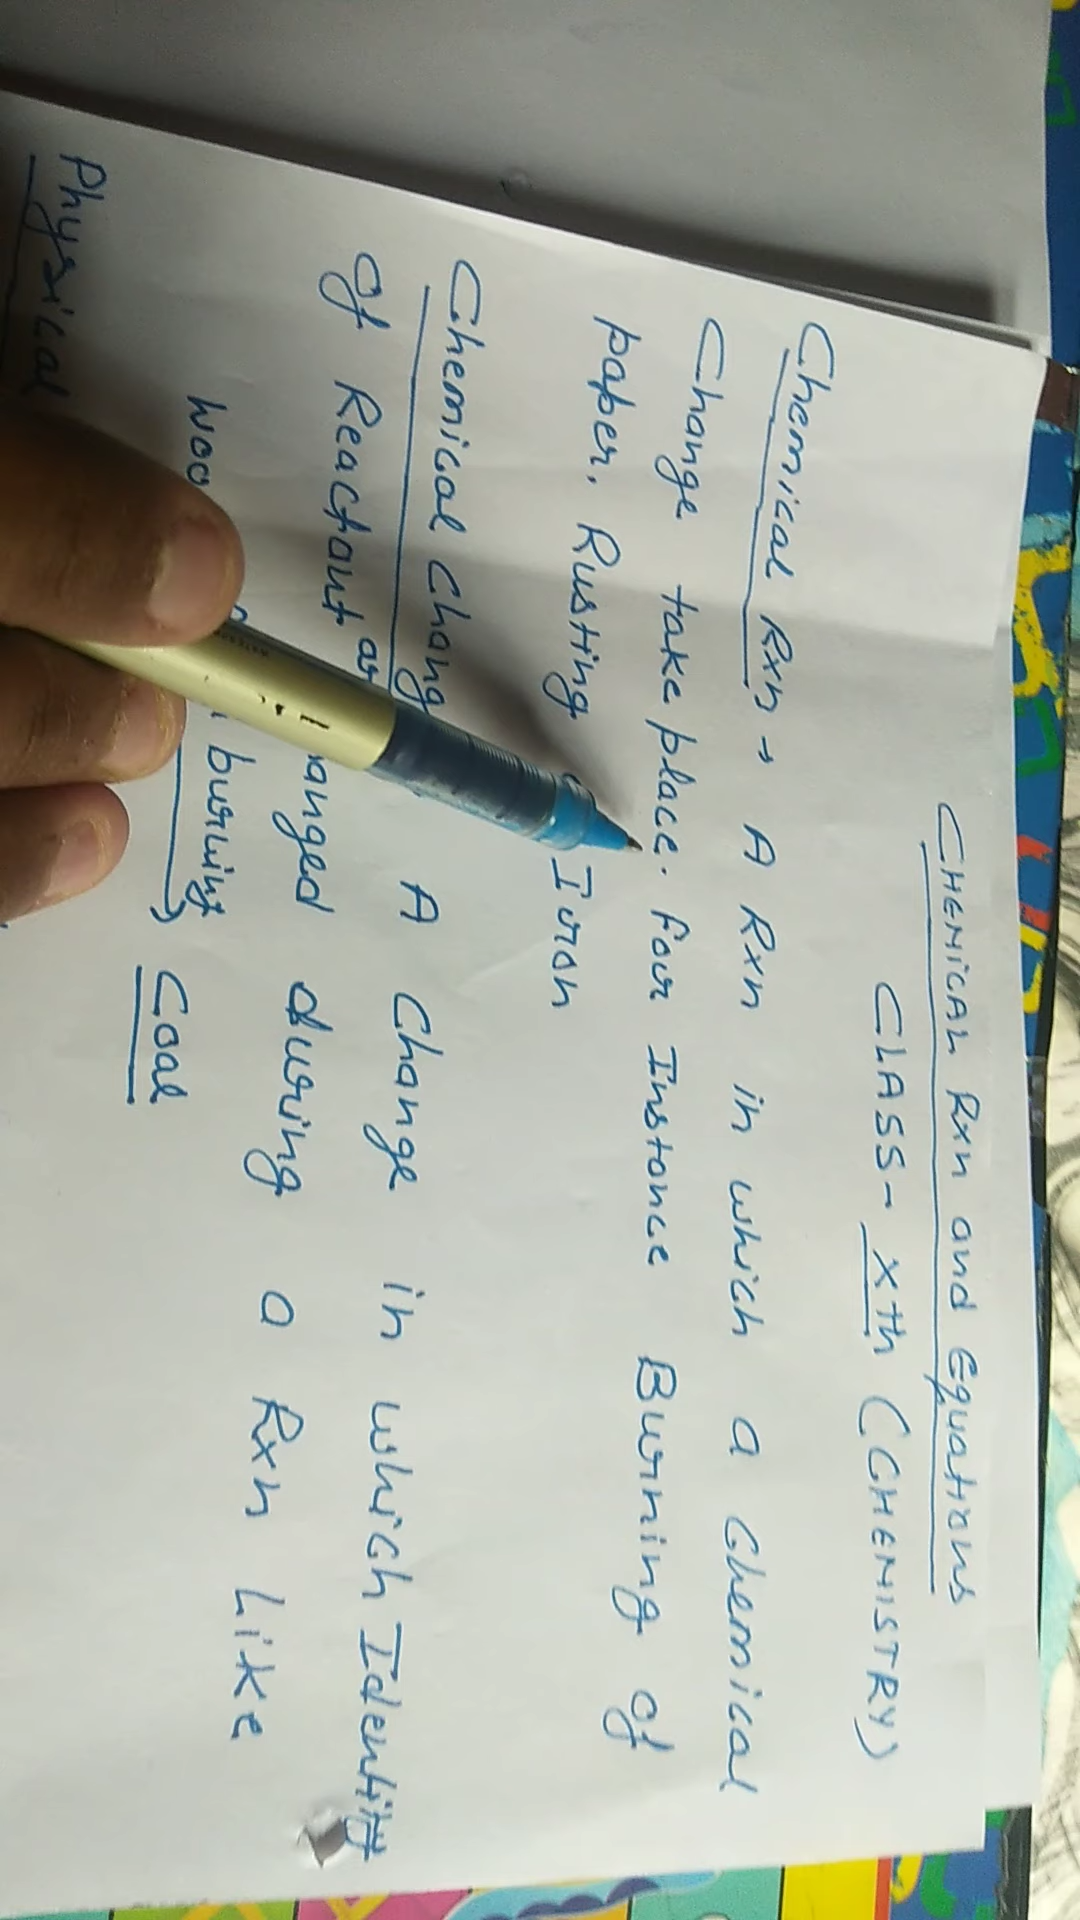 CHEMICAL Rxn and Equations
CLASS- Xth (CHEMISTRY)
Chemical Rxn → A Rxn in which a Chemical
Change take place. For Instance Burning of
paper, Rusting Iron
Chemical Chang A Change in which Identity
of Reactant are anged during a Rxn Like
woo burning Coal
Physical